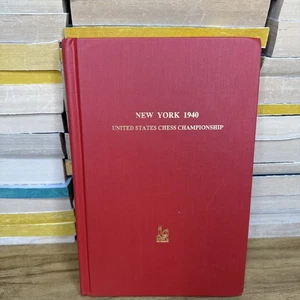 NEW YORK 1940
UNITED STATES CHESS CHAMPIONSHIP